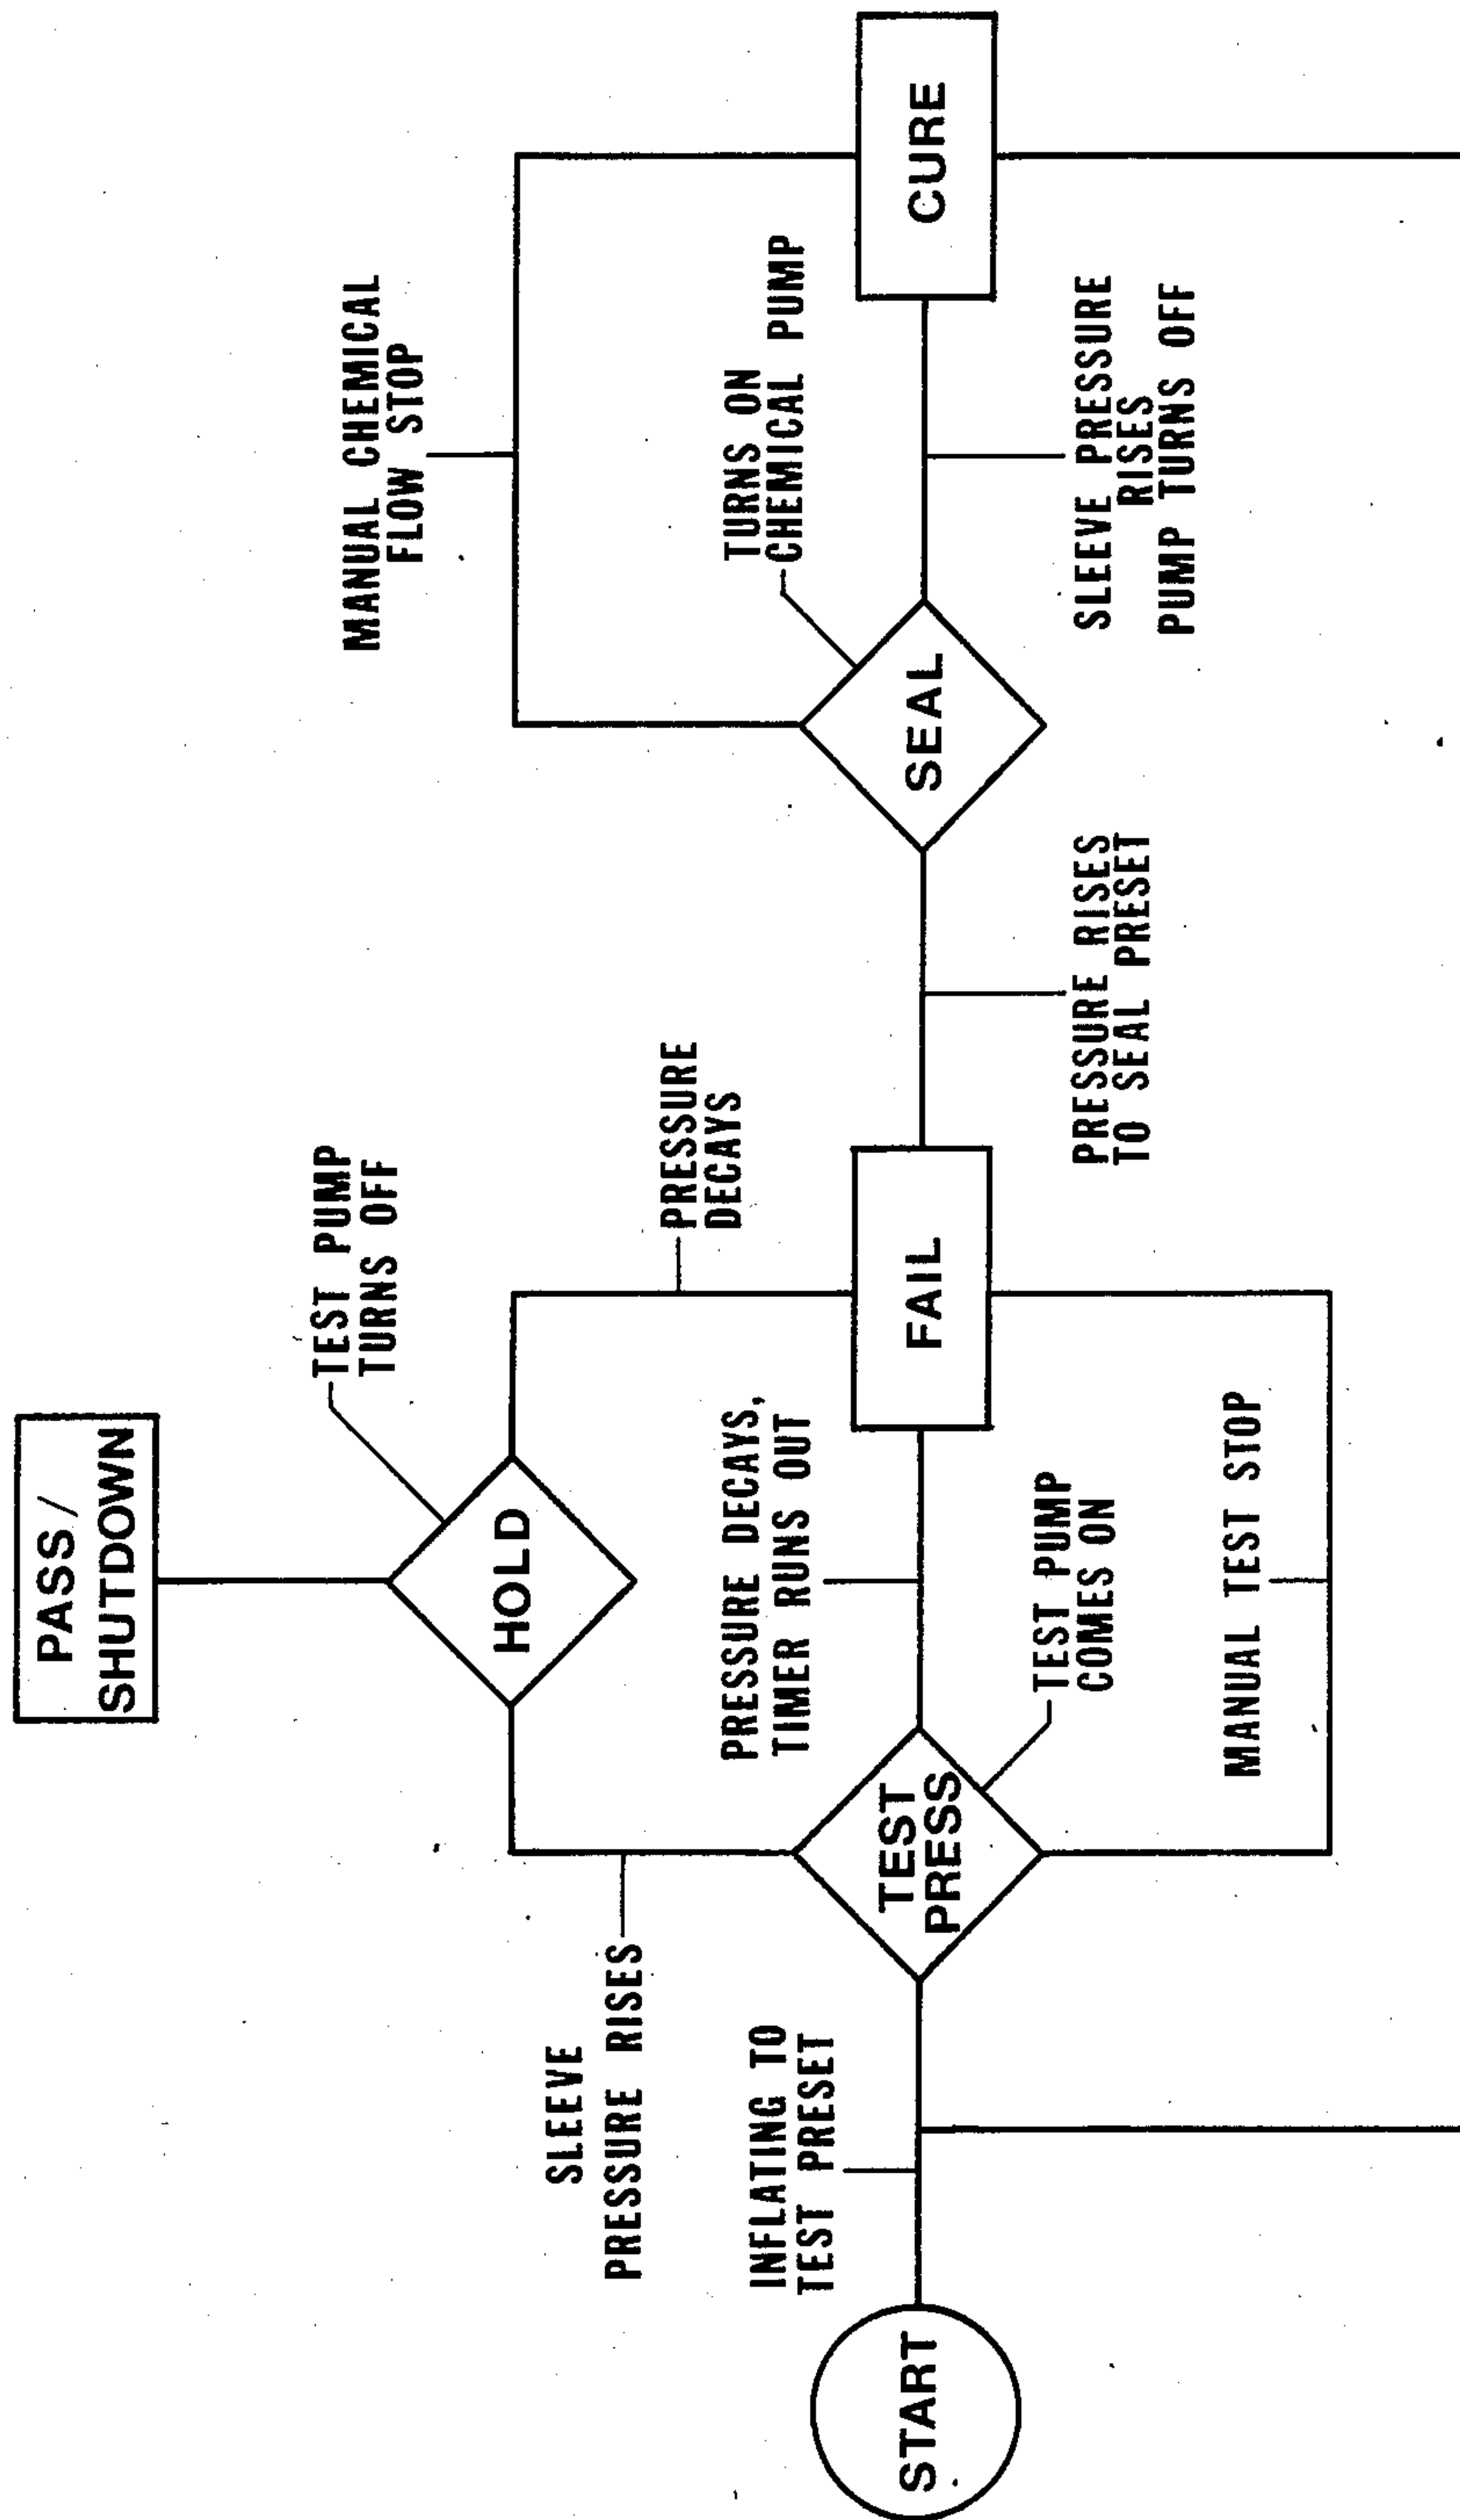 PASS /
SHUTDOWN
TEST PUMP
TURNS OFF
MANUAL CHEMICAL
FLOW STOP
HOLD
SLEEVE
PRESSURE RISES
PRESSURE
DECAYS
TURNS ON
CHEMICAL PUMP
INFLATING TO
TEST PRESET
PRESSURE DECAYS,
TIMER RUNS OUT
START
TEST
PRESS
FAIL
SEAL
CURE
TEST PUMP
COMES ON
PRESSURE RISES
TO SEAL PRESET
SLEEVE PRESSURE
RISES
PUMP TURNS OFF
MANUAL TEST STOP